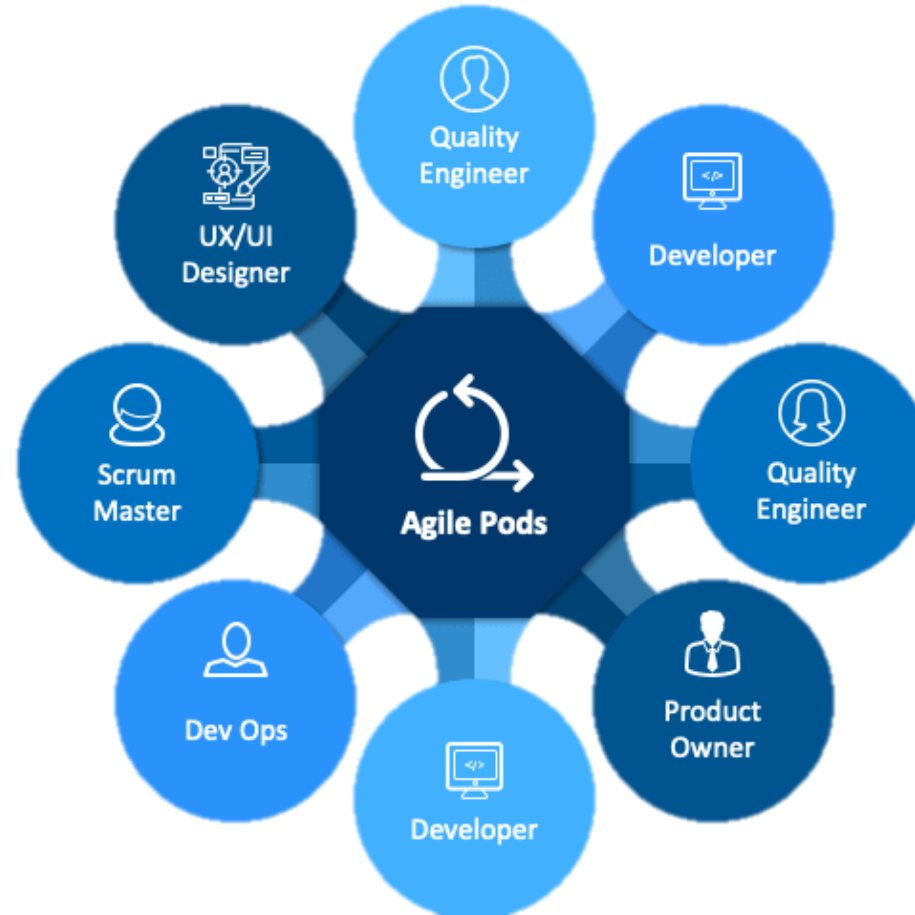 Quality
Engineer
Developer
UX/UI
Designer
Scrum
Master
Agile Pods
Quality
Engineer
Dev Ops
Product
Owner
Developer